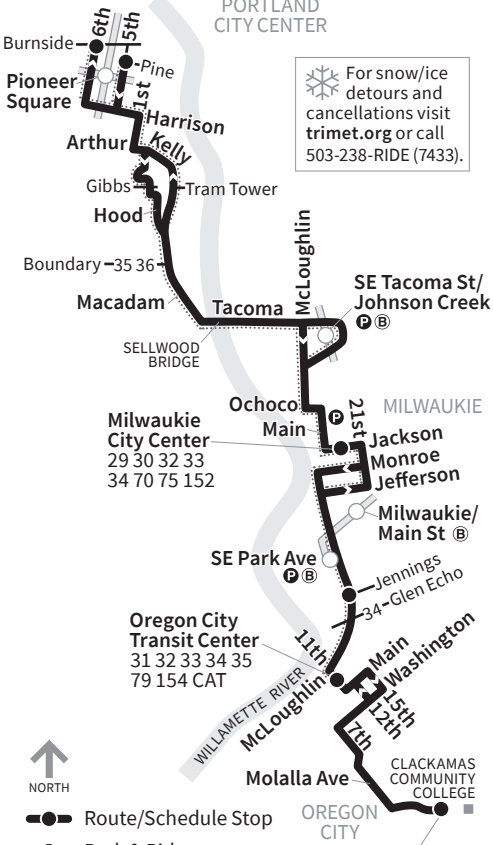 PORTLAND
CITY CENTER
6th
5th
Burnside
Pine
Pioneer
Square
1st
Harrison
For snow/ice
detours and
cancellations visit
trimet.org or call
503-238-RIDE (7433).
Arthur
Kelly
Gibbs
Tram Tower
Hood
Boundary
35 36
McLoughlin
Macadam
Tacoma
SE Tacoma St/
Johnson Creek
P B
SELLWOOD
BRIDGE
Ochoco
P
21st
MILWAUKIE
Main
Milwaukie
City Center
29 30 32 33
34 70 75 152
Jackson
Monroe
Jefferson
Milwaukie/
Main St B
SE Park Ave
P B
Jennings
34
Glen Echo
Oregon City
Transit Center
31 32 33 34 35
79 154 CAT
11th
Main
Washington
McLoughlin
15th
12th
WILLAMETTE RIVER
7th
NORTH
Molalla Ave
CLACKAMAS
COMMUNITY
COLLEGE
OREGON
CITY
Route/Schedule Stop